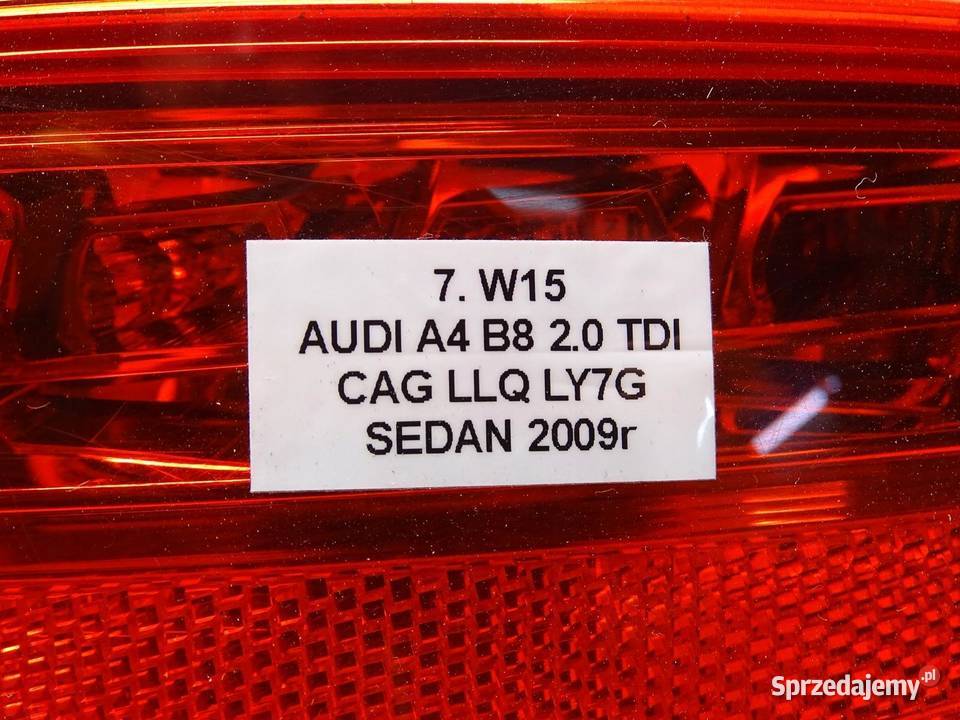 7. W15
AUDI A4 B8 2.0 TDI
CAG LLQ LY7G
SEDAN 2009r
Sprzedajemy.pl